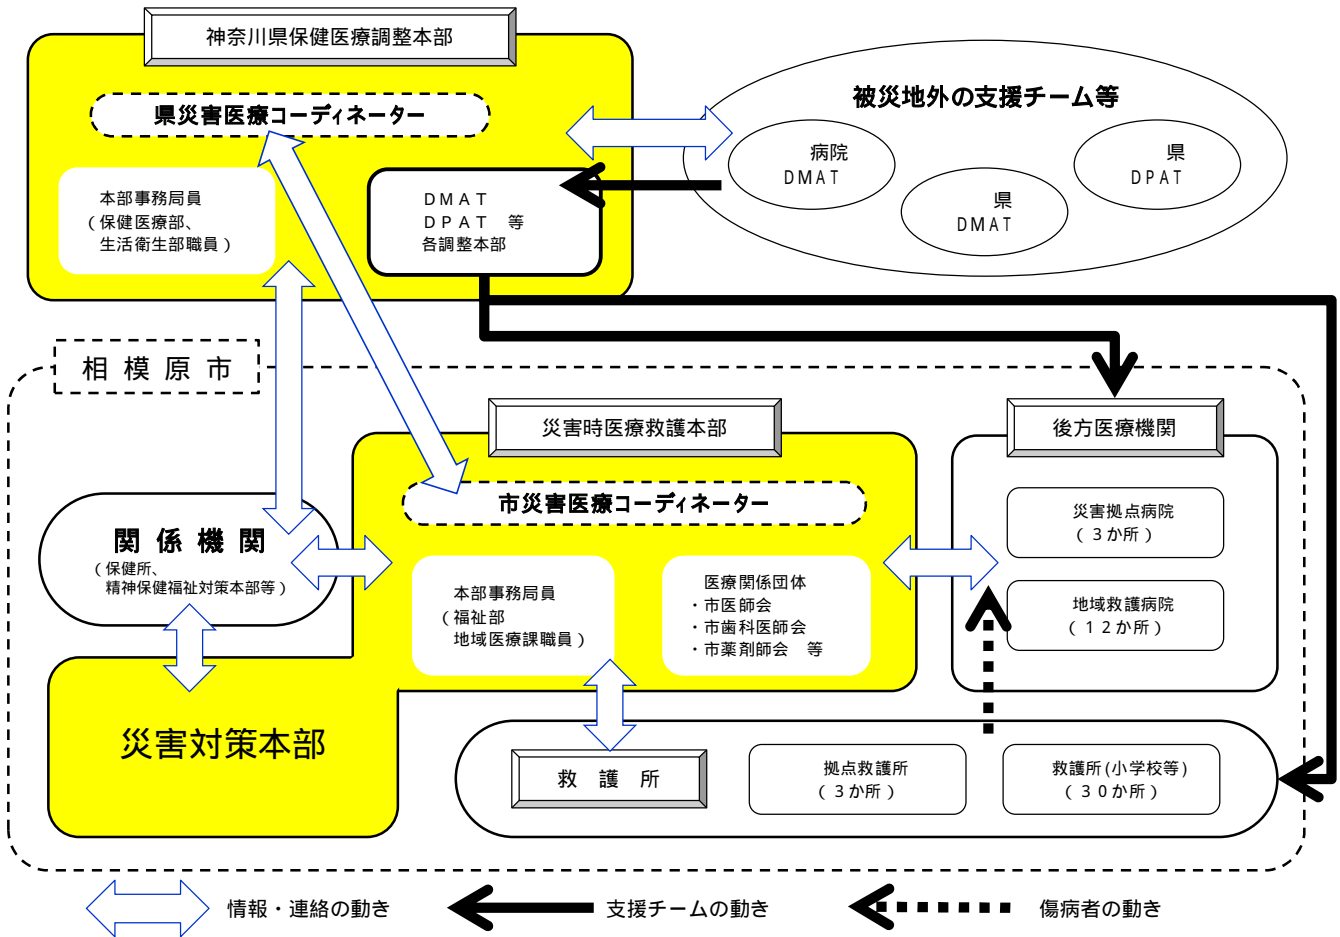 神奈川県保健医療調整本部
県災害医療コーディネーター
本部事務局員
（保健医療部、
生活衛生部職員）
ＤＭＡＴ
ＤＰＡＴ　等
各調整本部
被災地外の支援チーム等
病院
DMAT
県
DMAT
県
DPAT
相模原市
災害時医療救護本部
市災害医療コーディネーター
本部事務局員
（福祉部
地域医療課職員）
医療関係団体
・市医師会
・市歯科医師会
・市薬剤師会　等
後方医療機関
災害拠点病院
（３か所）
地域救護病院
（１２か所）
関係機関
（保健所、
精神保健福祉対策本部等）
災害対策本部
救護所
拠点救護所
（３か所）
救護所(小学校等)
（３０か所）
情報・連絡の動き
支援チームの動き
傷病者の動き